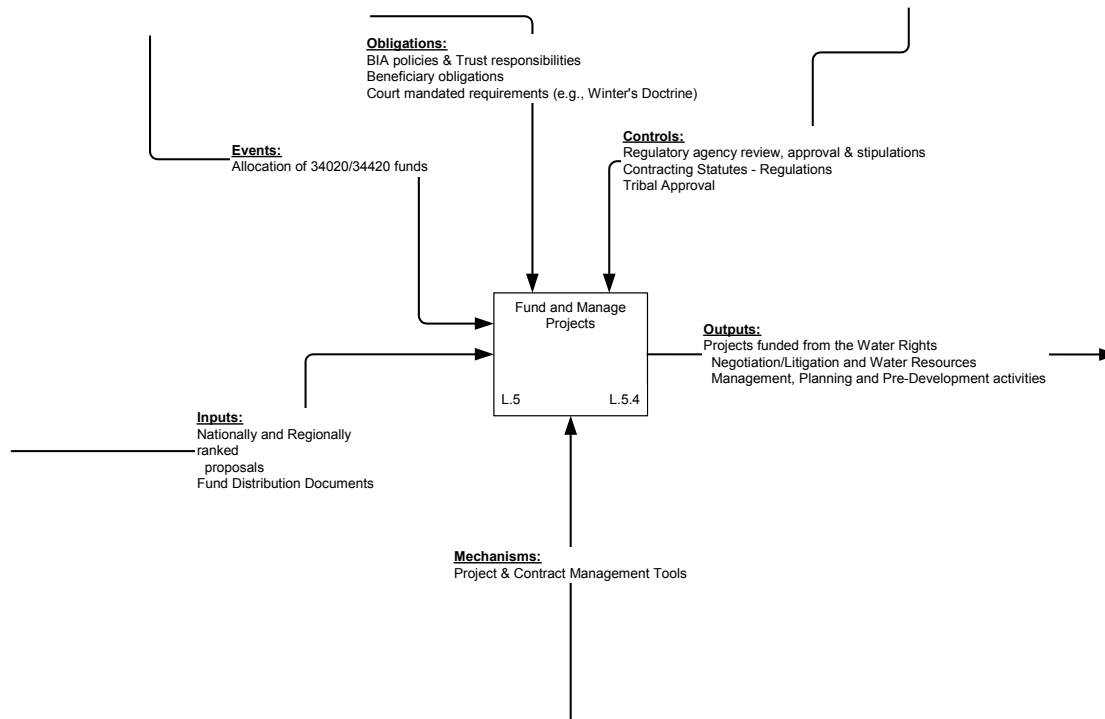 Obligations:
BIA policies & Trust responsibilities
Beneficiary obligations
Court mandated requirements (e.g., Winter's Doctrine)
Events:
Allocation of 34020/34420 funds
Controls:
Regulatory agency review, approval & stipulations
Contracting Statutes - Regulations
Tribal Approval
Fund and Manage
Projects
L.5 L.5.4
Outputs:
Projects funded from the Water Rights
Negotiation/Litigation and Water Resources
Management, Planning and Pre-Development activities
Inputs:
Nationally and Regionally
ranked
proposals
Fund Distribution Documents
Mechanisms:
Project & Contract Management Tools